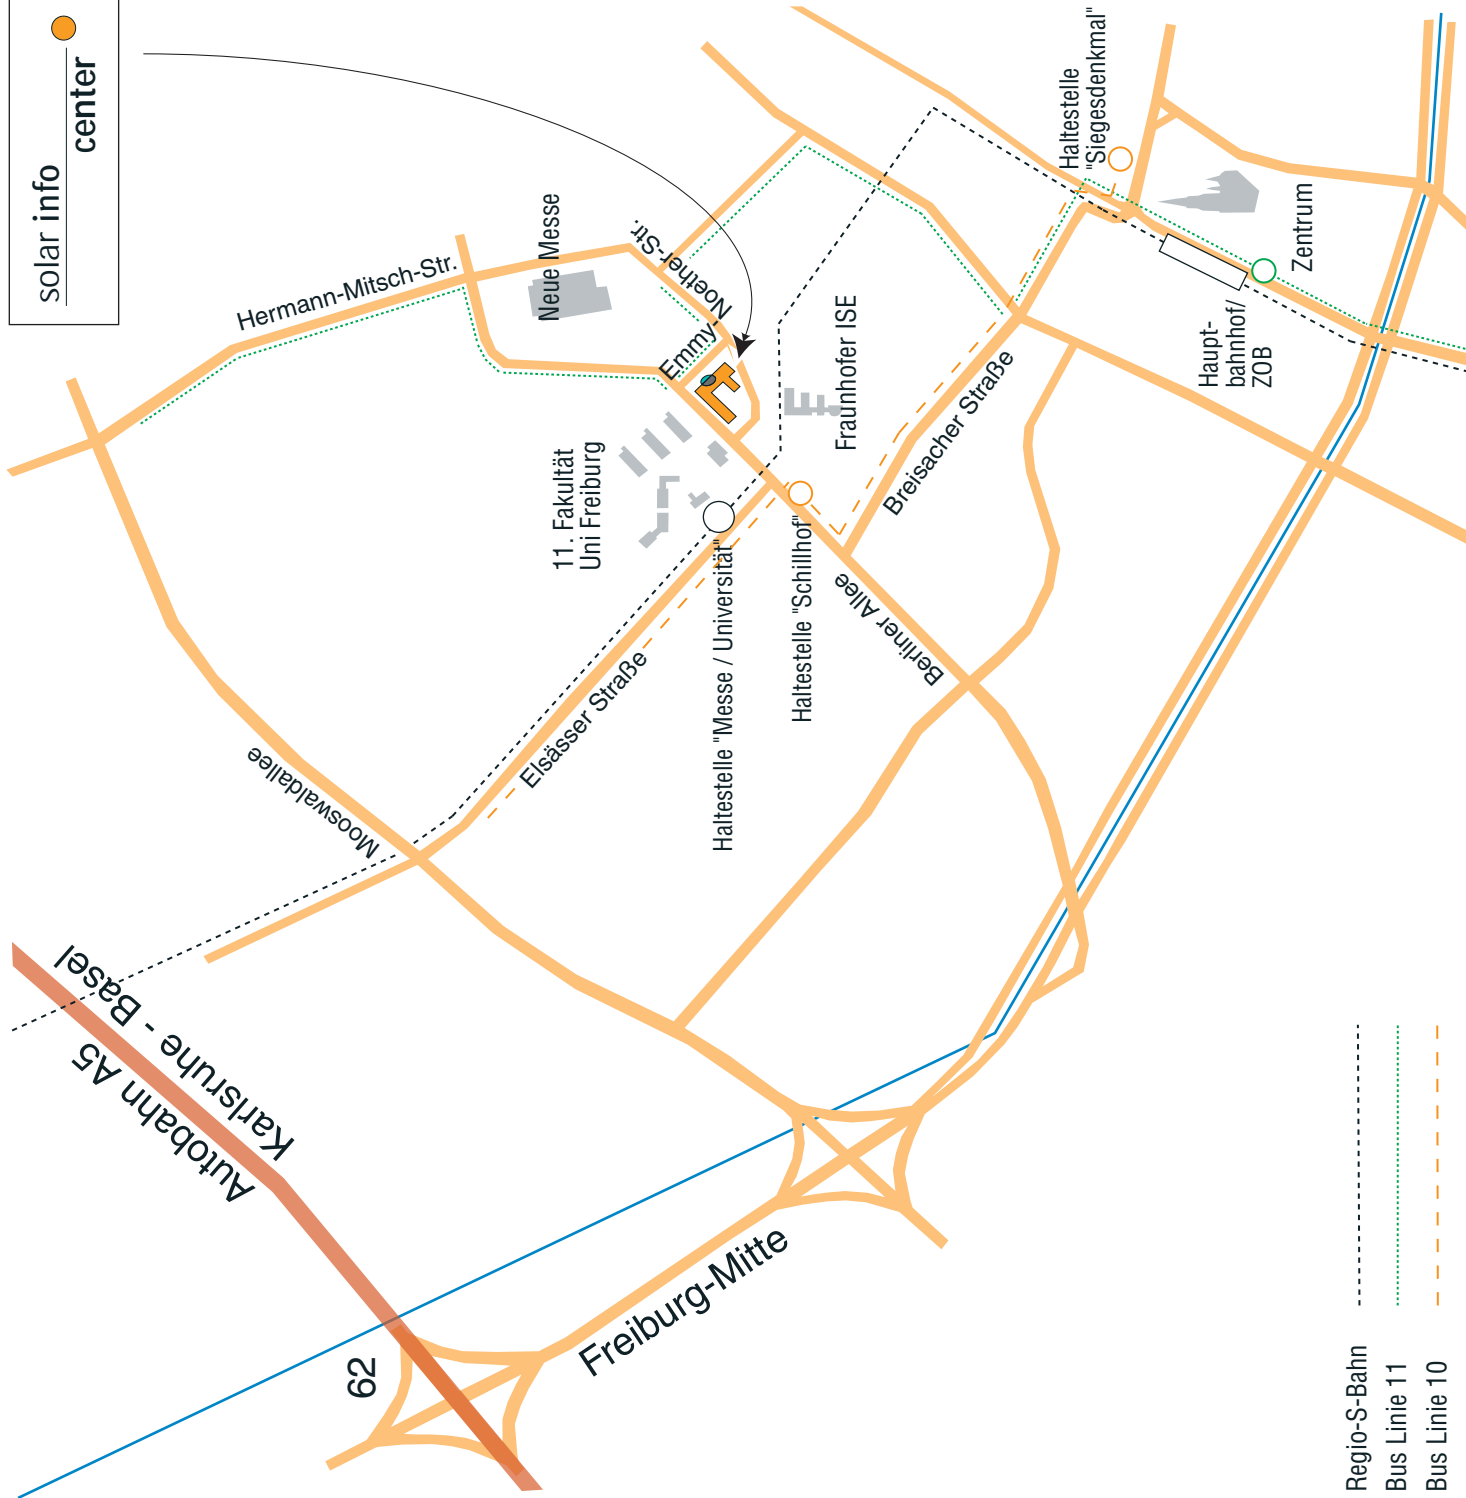 solar info
center
Hermann-Mitsch-Str.
Neue Messe
Emmy-Noether-Str.
11. Fakultät
Uni Freiburg
Fraunhofer ISE
Haltestelle
"Siegesdenkmal"
Zentrum
Haupt-
bahnhof/
ZOB
Breisacher Straße
Haltestelle "Messe / Universität"
Haltestelle "Schillhof"
Berliner Allee
Elsässer Straße
Mooswaldallee
Autobahn A5
Karlsruhe - Basel
62
Freiburg-Mitte
Regio-S-Bahn
Bus Linie 11
Bus Linie 10